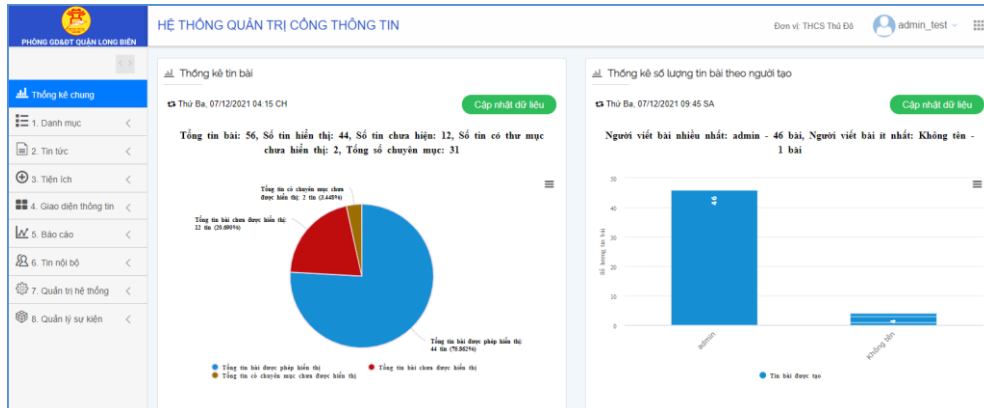 PHÒNG GD&ĐT QUẬN LONG BIÊN
HỆ THỐNG QUẢN TRỊ CỔNG THÔNG TIN
Đơn vị: THCS Thủ Đô
admin_test
Thống kê chung
1. Danh mục
2. Tin tức
3. Tiện ích
4. Giao diện thông tin
5. Báo cáo
6. Tin nội bộ
7. Quản trị hệ thống
8. Quản lý sự kiện
Thống kê tin bài
Thứ Ba, 07/12/2021 04:15 CH
Cập nhật dữ liệu
Tổng tin bài: 56, Số tin hiển thị: 44, Số tin chưa hiện: 12, Số tin có thư mục
chưa hiển thị: 2, Tổng số chuyên mục: 31
Tổng tin có chuyên mục chưa
được hiển thị: 2 tin (3.448%)
Tổng tin bài chưa được hiển thị:
12 tin (20.690%)
Tổng tin bài được phép hiển thị
44 tin (75.862%)
Tổng tin bài được phép hiển thị
Tổng tin bài chưa được hiển thị
Tổng tin có chuyên mục chưa được hiển thị
Thống kê số lượng tin bài theo người tạo
Thứ Ba, 07/12/2021 09:45 SA
Cập nhật dữ liệu
Người viết bài nhiều nhất: admin - 46 bài, Người viết bài ít nhất: Không tên -
1 bài
Số lượng tin bài
50
40
30
20
10
0
46
4
admin
Không tên
Tin bài được tạo